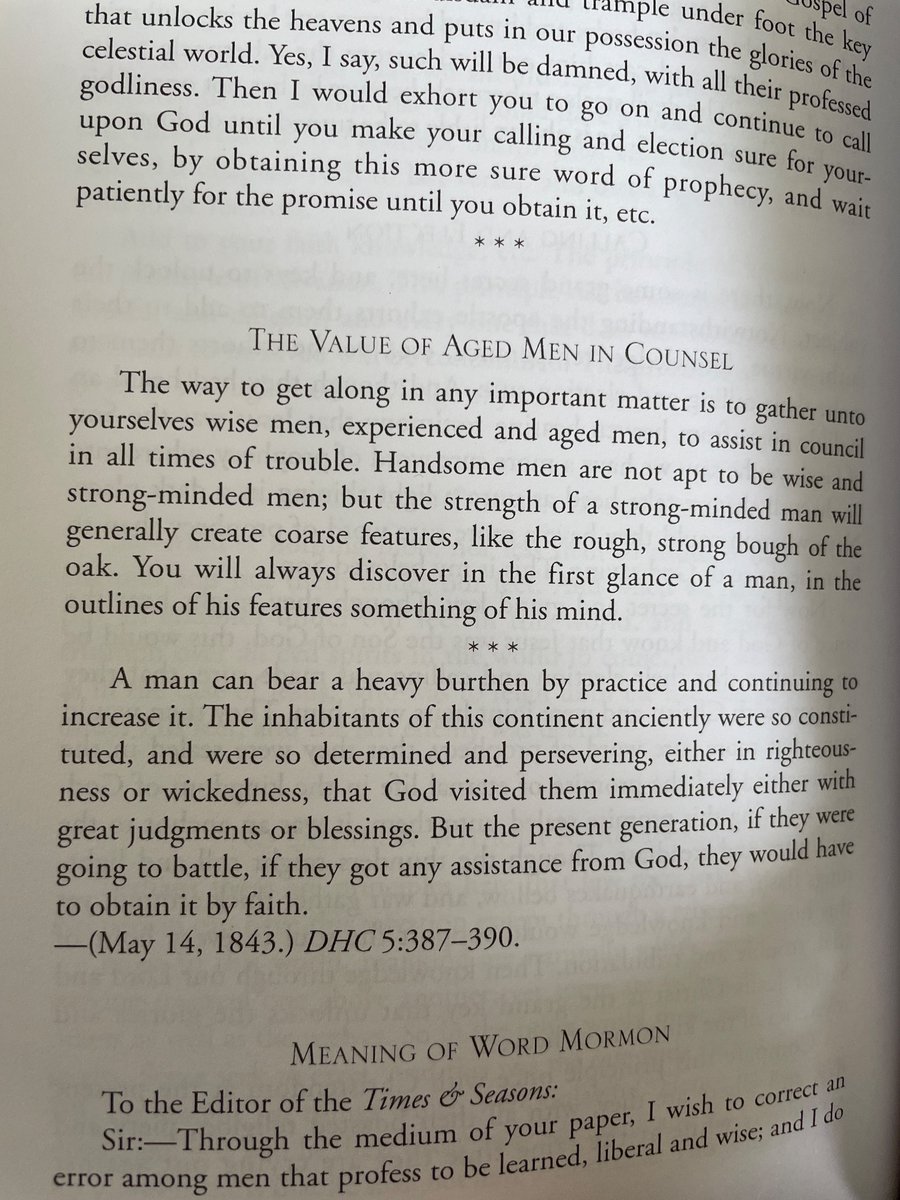 Gospel of
and trample under foot the key
that unlocks the heavens and puts in our possession the glories of the
celestial world. Yes, I say, such will be damned, with all their professed
godliness. Then I would exhort you to go on and continue to call
upon God until you make your calling and election sure for your-
selves, by obtaining this more sure word of prophecy, and wait
patiently for the promise until you obtain it, etc.
* * *
THE VALUE OF AGED MEN IN COUNSEL
The way to get along in any important matter is to gather unto
yourselves wise men, experienced and aged men, to assist in council
in all times of trouble. Handsome men are not apt to be wise and
strong-minded men; but the strength of a strong-minded man will
generally create coarse features, like the rough, strong bough of the
oak. You will always discover in the first glance of a man, in the
outlines of his features something of his mind.
* * *
A man can bear a heavy burthen by practice and continuing to
increase it. The inhabitants of this continent anciently were so consti-
tuted, and were so determined and persevering, either in righteous-
ness or wickedness, that God visited them immediately either with
great judgments or blessings. But the present generation, if they were
going to battle, if they got any assistance from God, they would have
to obtain it by faith.
—(May 14, 1843.) DHC 5:387–390.
MEANING OF WORD MORMON
To the Editor of the Times & Seasons:
Sir:—Through the medium of your paper, I wish to correct an
error among men that profess to be learned, liberal and wise; and I do